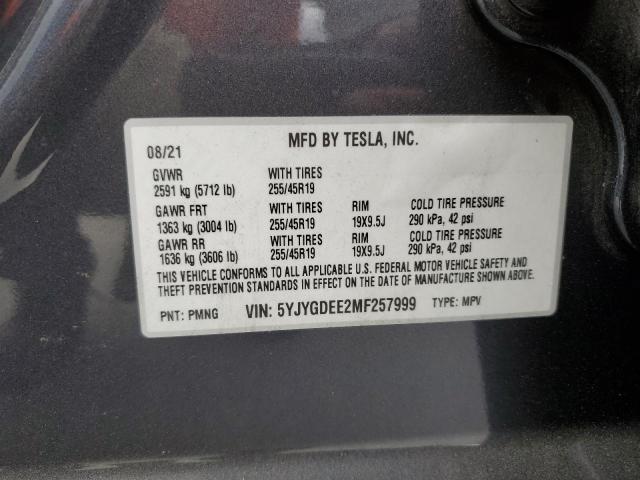 MFD BY TESLA, INC.
08/21
GVWR WITH TIRES
2591 kg (5712 lb) 255/45R19
GAWR FRT WITH TIRES RIM COLD TIRE PRESSURE
1363 kg (3004 lb) 255/45R19 19X9.5J 290 kPa, 42 psi
GAWR RR WITH TIRES RIM COLD TIRE PRESSURE
1636 kg (3606 lb) 255/45R19 19X9.5J 290 kPa, 42 psi
THIS VEHICLE CONFORMS TO ALL APPLICABLE U.S. FEDERAL MOTOR VEHICLE SAFETY AND
THEFT PREVENTION STANDARDS IN EFFECT ON THE DATE OF MANUFACTURE SHOWN ABOVE.
PNT: PMNG VIN: 5YJYGDEE2MF257999 TYPE: MPV